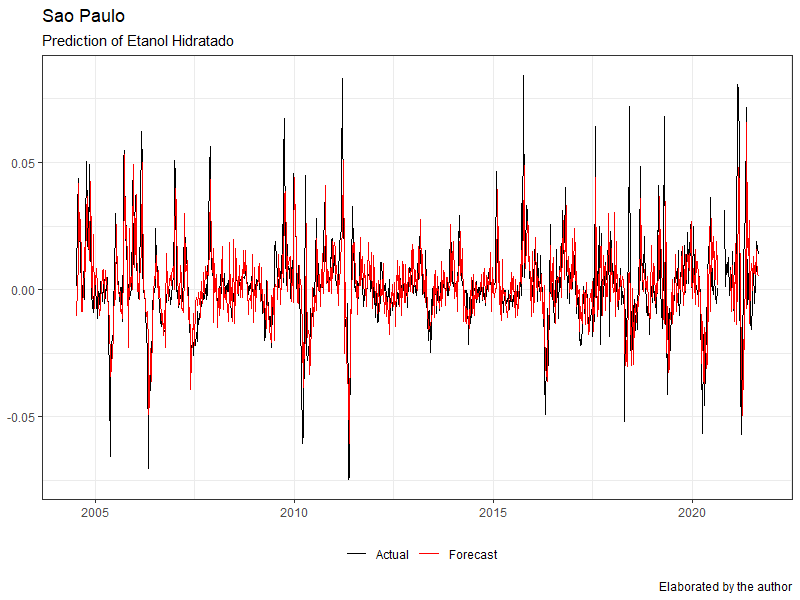 Sao Paulo
Prediction of Etanol Hidratado
0.05
0.00
-0.05
2005 2010 2015 2020
Actual Forecast
Elaborated by the author